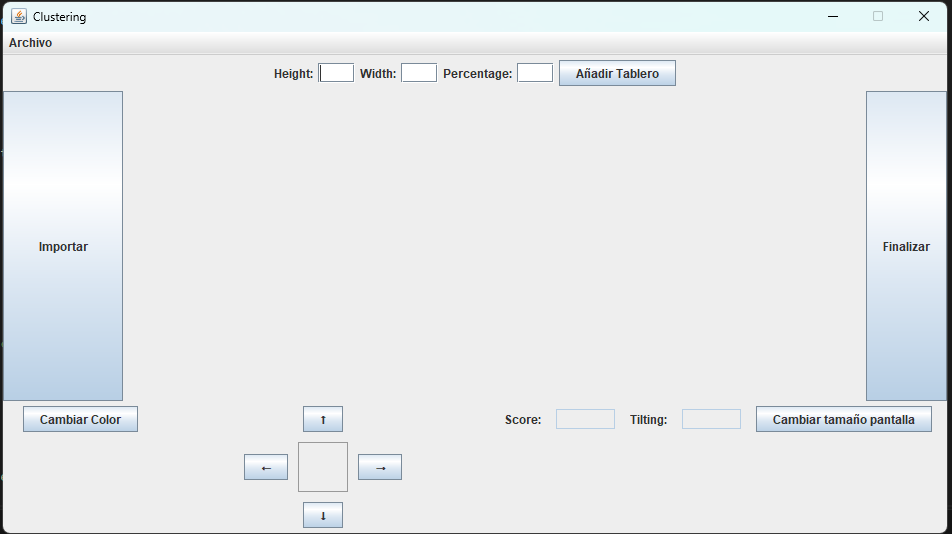 Clustering
Archivo
Height: Width: Percentage: Añadir Tablero
Importar
Finalizar
Cambiar Color ↑ Score: Tilting: Cambiar tamaño pantalla
← →
↓